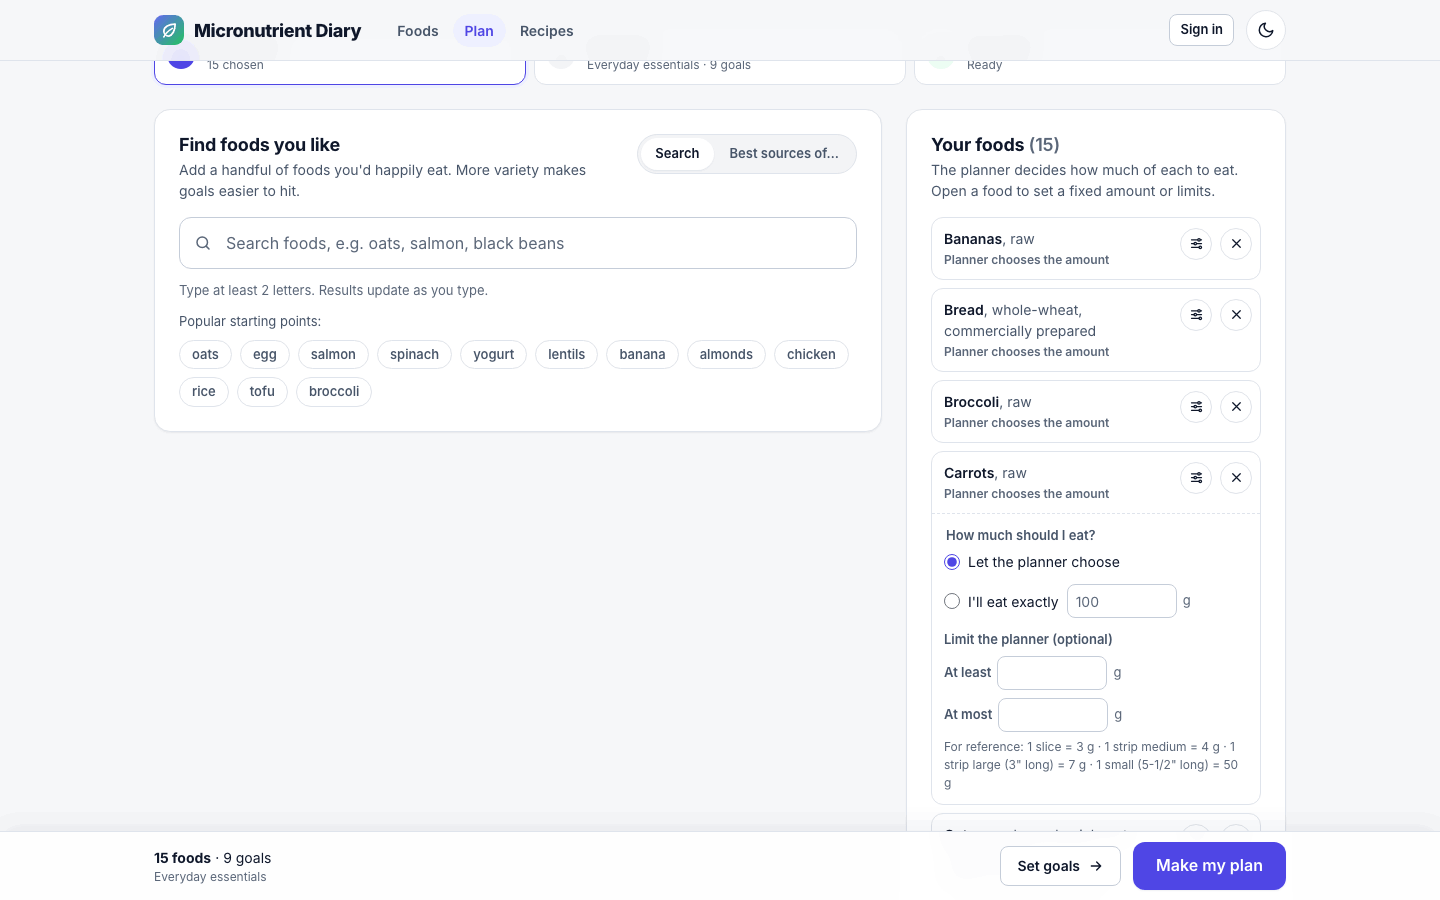 Micronutrient Diary
Foods
Plan
Recipes
Sign in
15 chosen
Everyday essentials · 9 goals
Ready
Find foods you like
Add a handful of foods you'd happily eat. More variety makes
goals easier to hit.
Search
Best sources of...
Search foods, e.g. oats, salmon, black beans
Type at least 2 letters. Results update as you type.
Popular starting points:
oats
egg
salmon
spinach
yogurt
lentils
banana
almonds
chicken
rice
tofu
broccoli
Your foods (15)
The planner decides how much of each to eat.
Open a food to set a fixed amount or limits.
Bananas, raw
Planner chooses the amount
Bread, whole-wheat,
commercially prepared
Planner chooses the amount
Broccoli, raw
Planner chooses the amount
Carrots, raw
Planner chooses the amount
How much should I eat?
Let the planner choose
I'll eat exactly 100 g
Limit the planner (optional)
At least g
At most g
For reference: 1 slice = 3 g · 1 strip medium = 4 g · 1
strip large (3" long) = 7 g · 1 small (5-1/2" long) = 50
g
15 foods · 9 goals
Everyday essentials
Set goals →
Make my plan